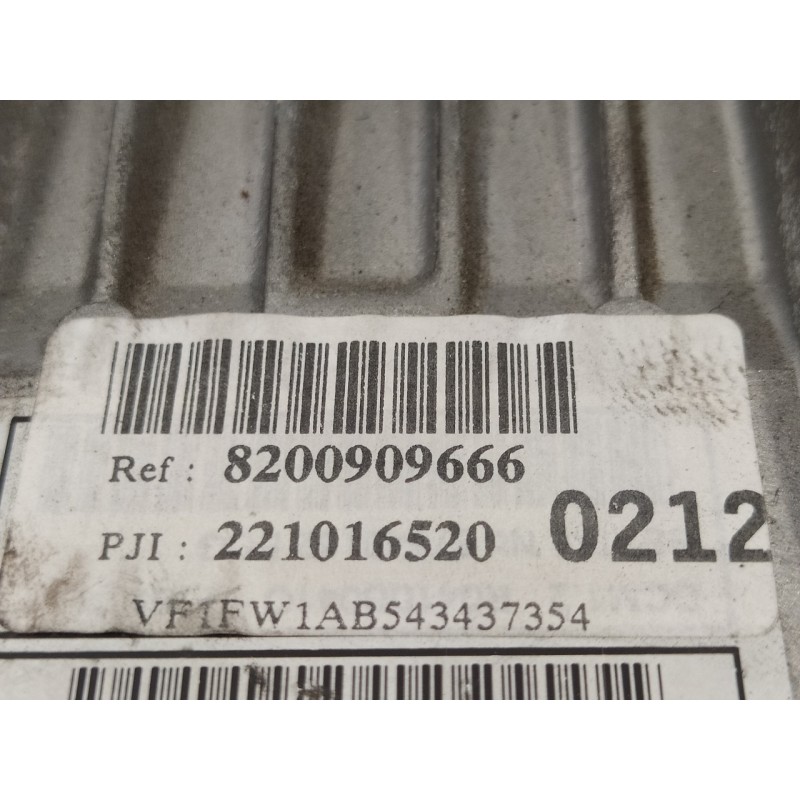 Ref : 8200909666
PJI : 221016520 0212
VF1FW1AB543437354